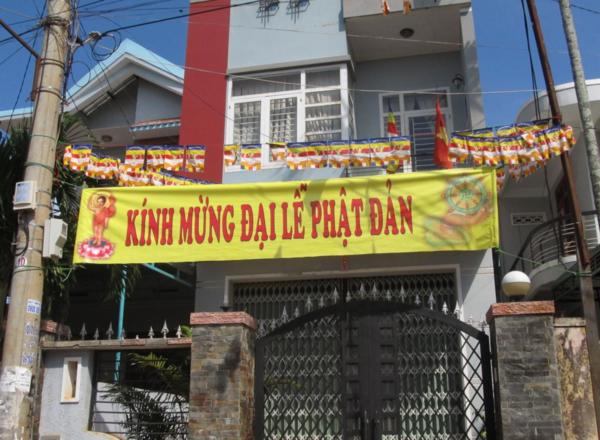 KÍNH MỪNG ĐẠI LỄ PHẬT ĐẢN